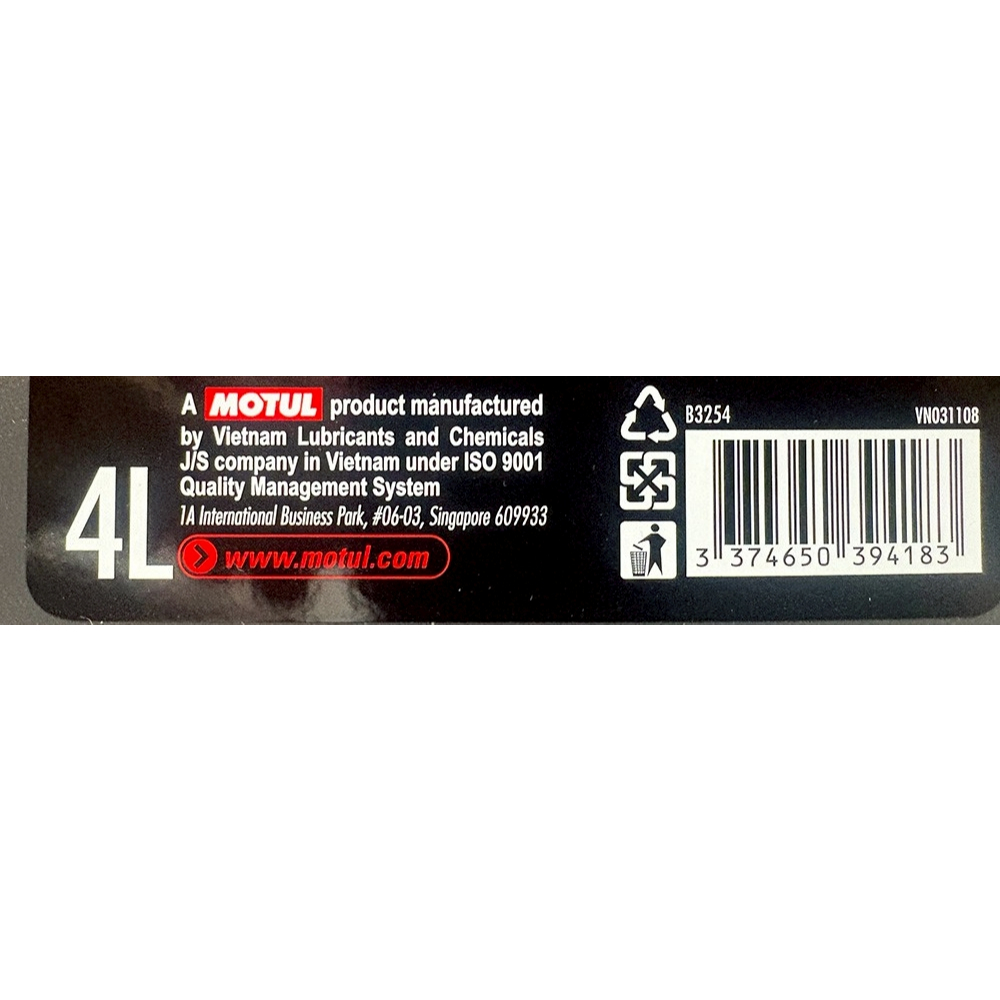 4L
A MOTUL product manufactured
by Vietnam Lubricants and Chemicals
J/S company in Vietnam under ISO 9001
Quality Management System
1A International Business Park, #06-03, Singapore 609933
www.motul.com
B3254 VN031108
3 374650 394183